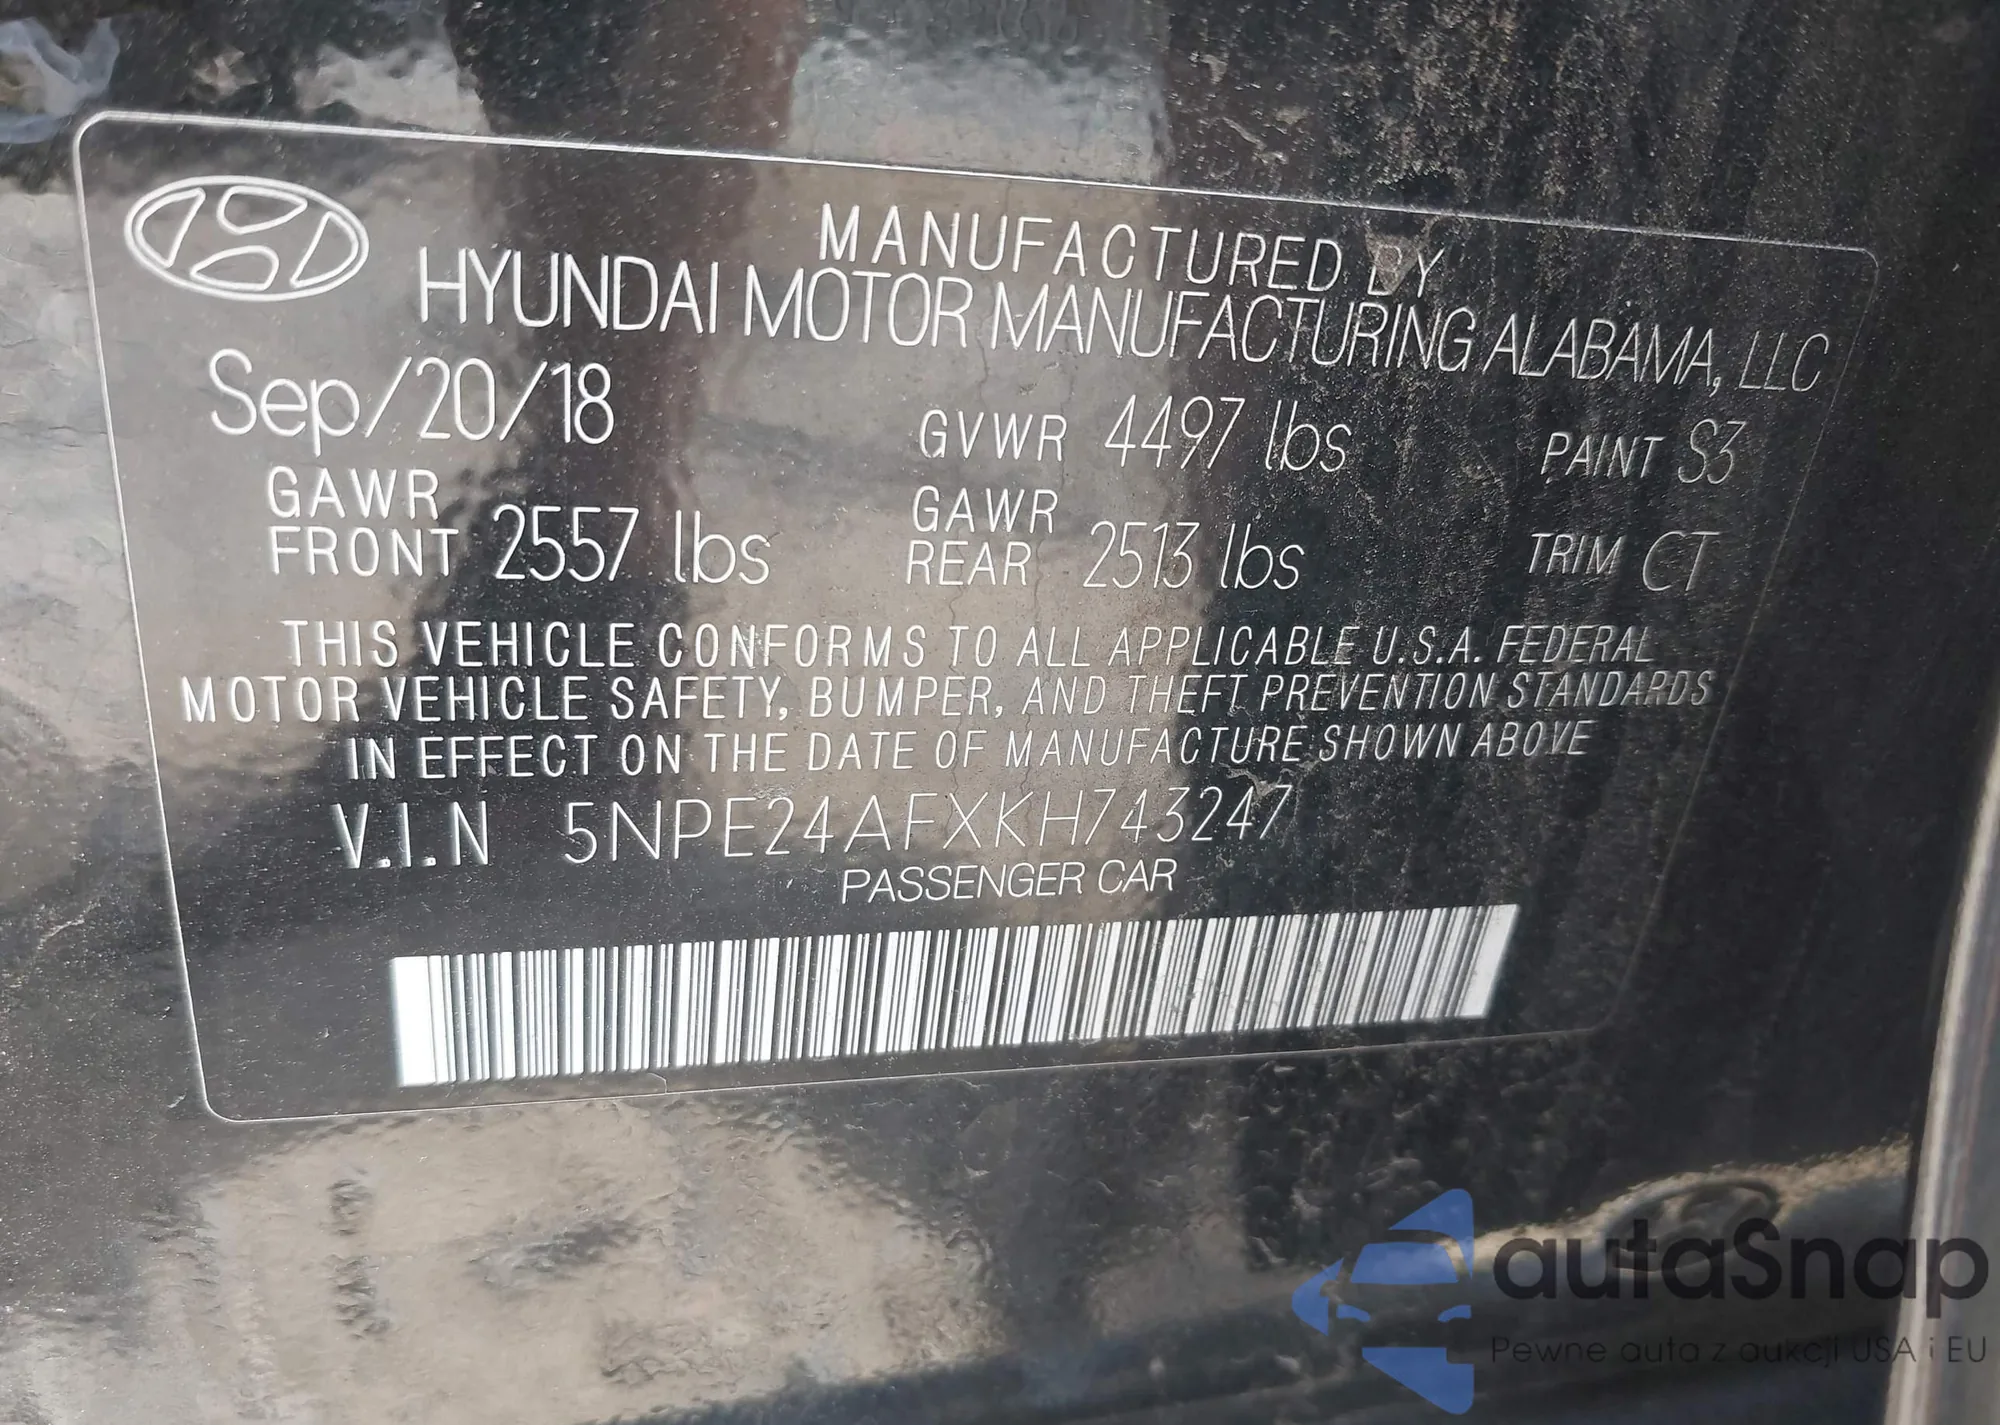 MANUFACTURED BY
HYUNDAI MOTOR MANUFACTURING ALABAMA, LLC
Sep/20/18 GVWR 4497 lbs PAINT S3
GAWR FRONT 2557 lbs GAWR REAR 2513 lbs TRIM CT
THIS VEHICLE CONFORMS TO ALL APPLICABLE U.S.A. FEDERAL
MOTOR VEHICLE SAFETY, BUMPER, AND THEFT PREVENTION STANDARDS
IN EFFECT ON THE DATE OF MANUFACTURE SHOWN ABOVE
V.I.N 5NPE24AFXKH743247
PASSENGER CAR
autaSnap
Pewne auta z aukcji USA i EU